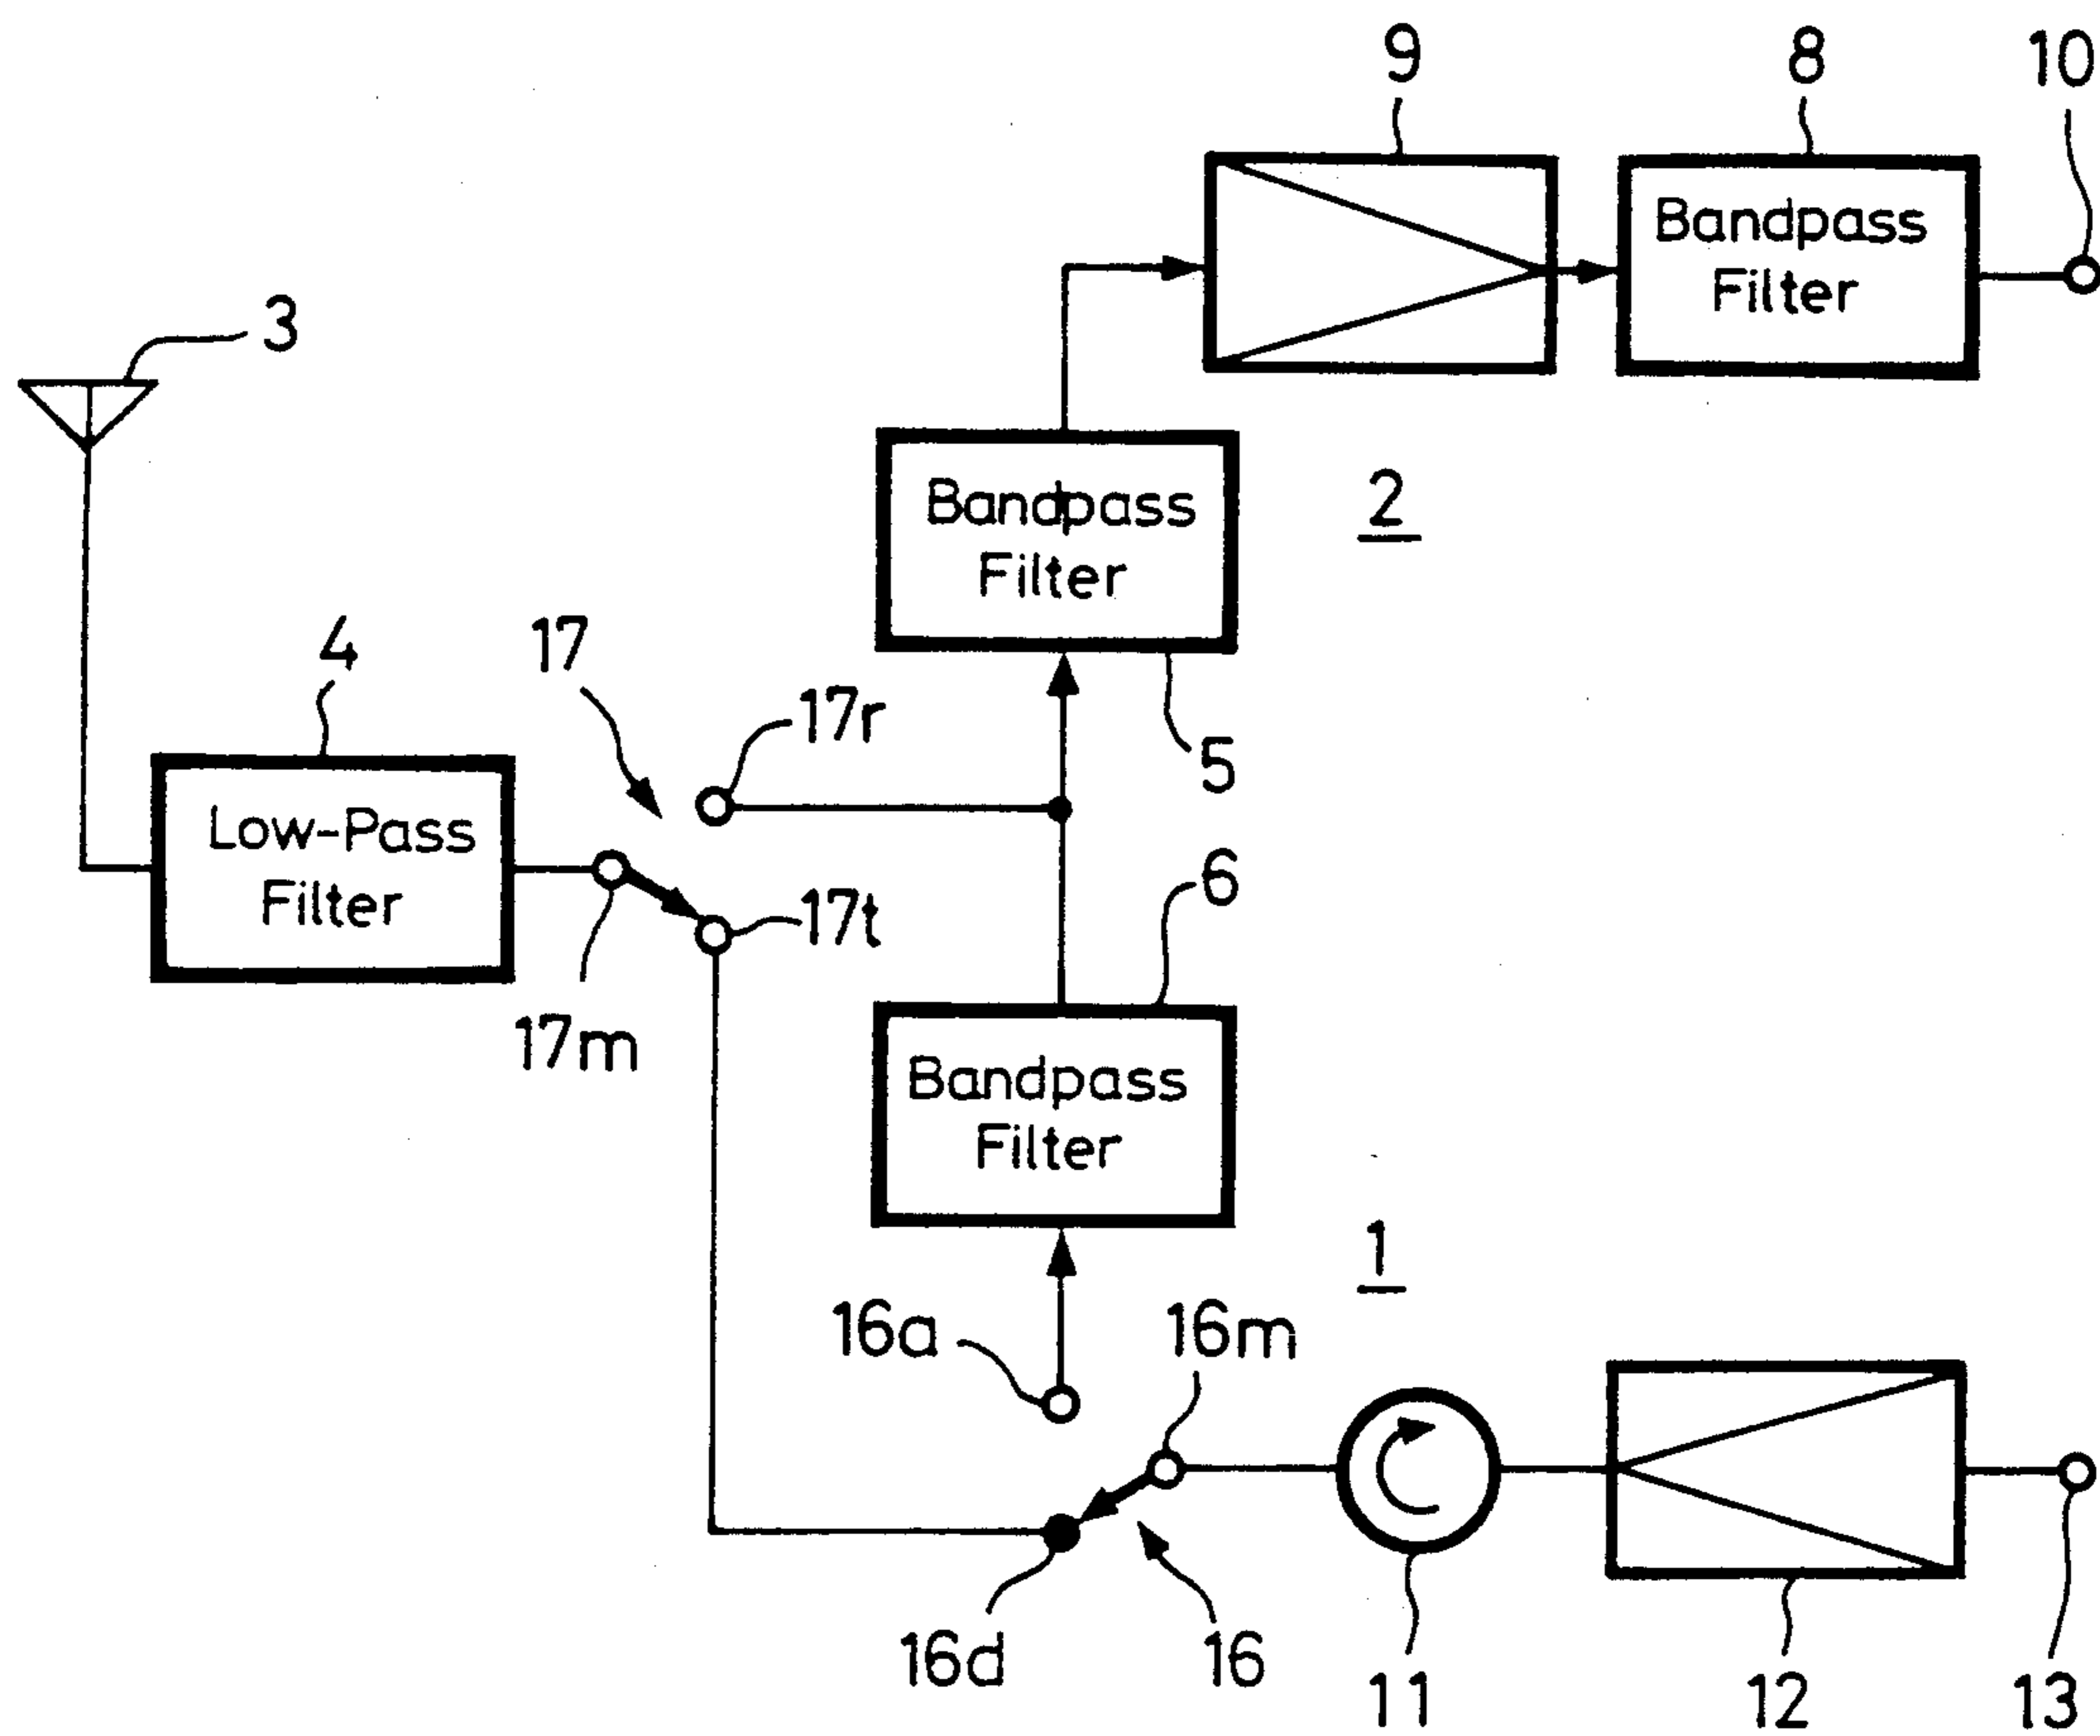 9
8
10
Bandpass
Filter
3
Bandpass
Filter
2
4
17
17r
5
Low-Pass
Filter
6
17t
17m
Bandpass
Filter
1
16a
16m
16d
16
11
12
13